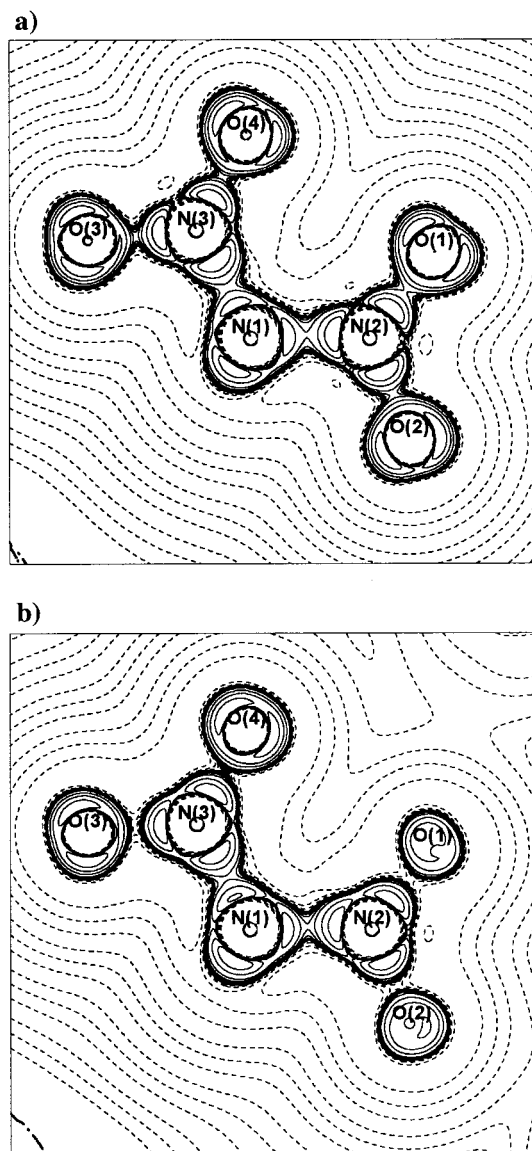 a)
O(4)
O(3)
N(3)
O(1)
N(1)
N(2)
O(2)
b)
O(4)
O(3)
N(3)
O(1)
N(1)
N(2)
O(2)